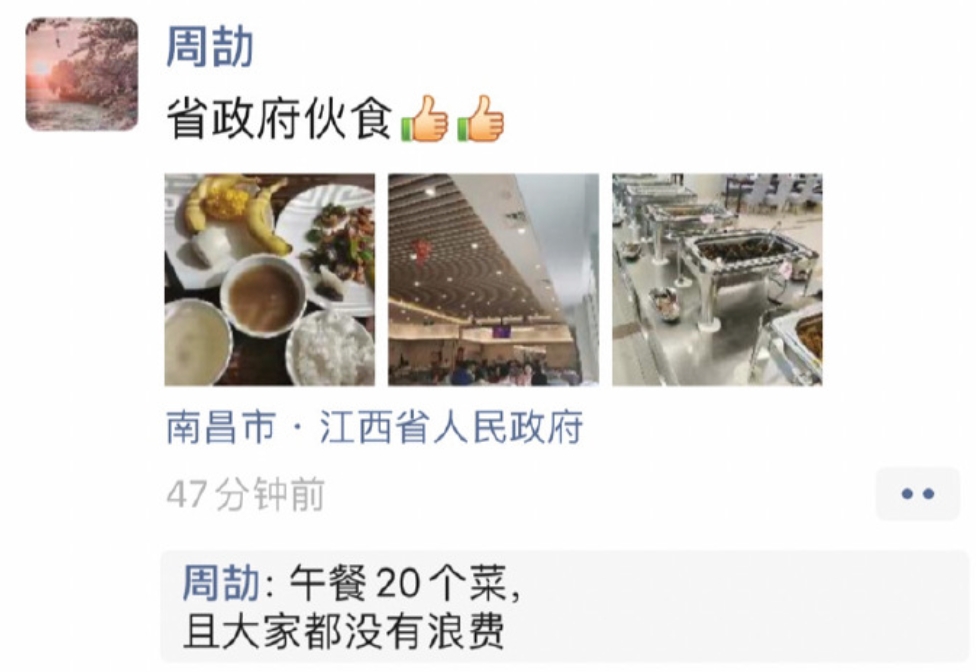 周劼
省政府伙食👍👍
南昌市 · 江西省人民政府
47分钟前
周劼: 午餐20个菜,
且大家都没有浪费